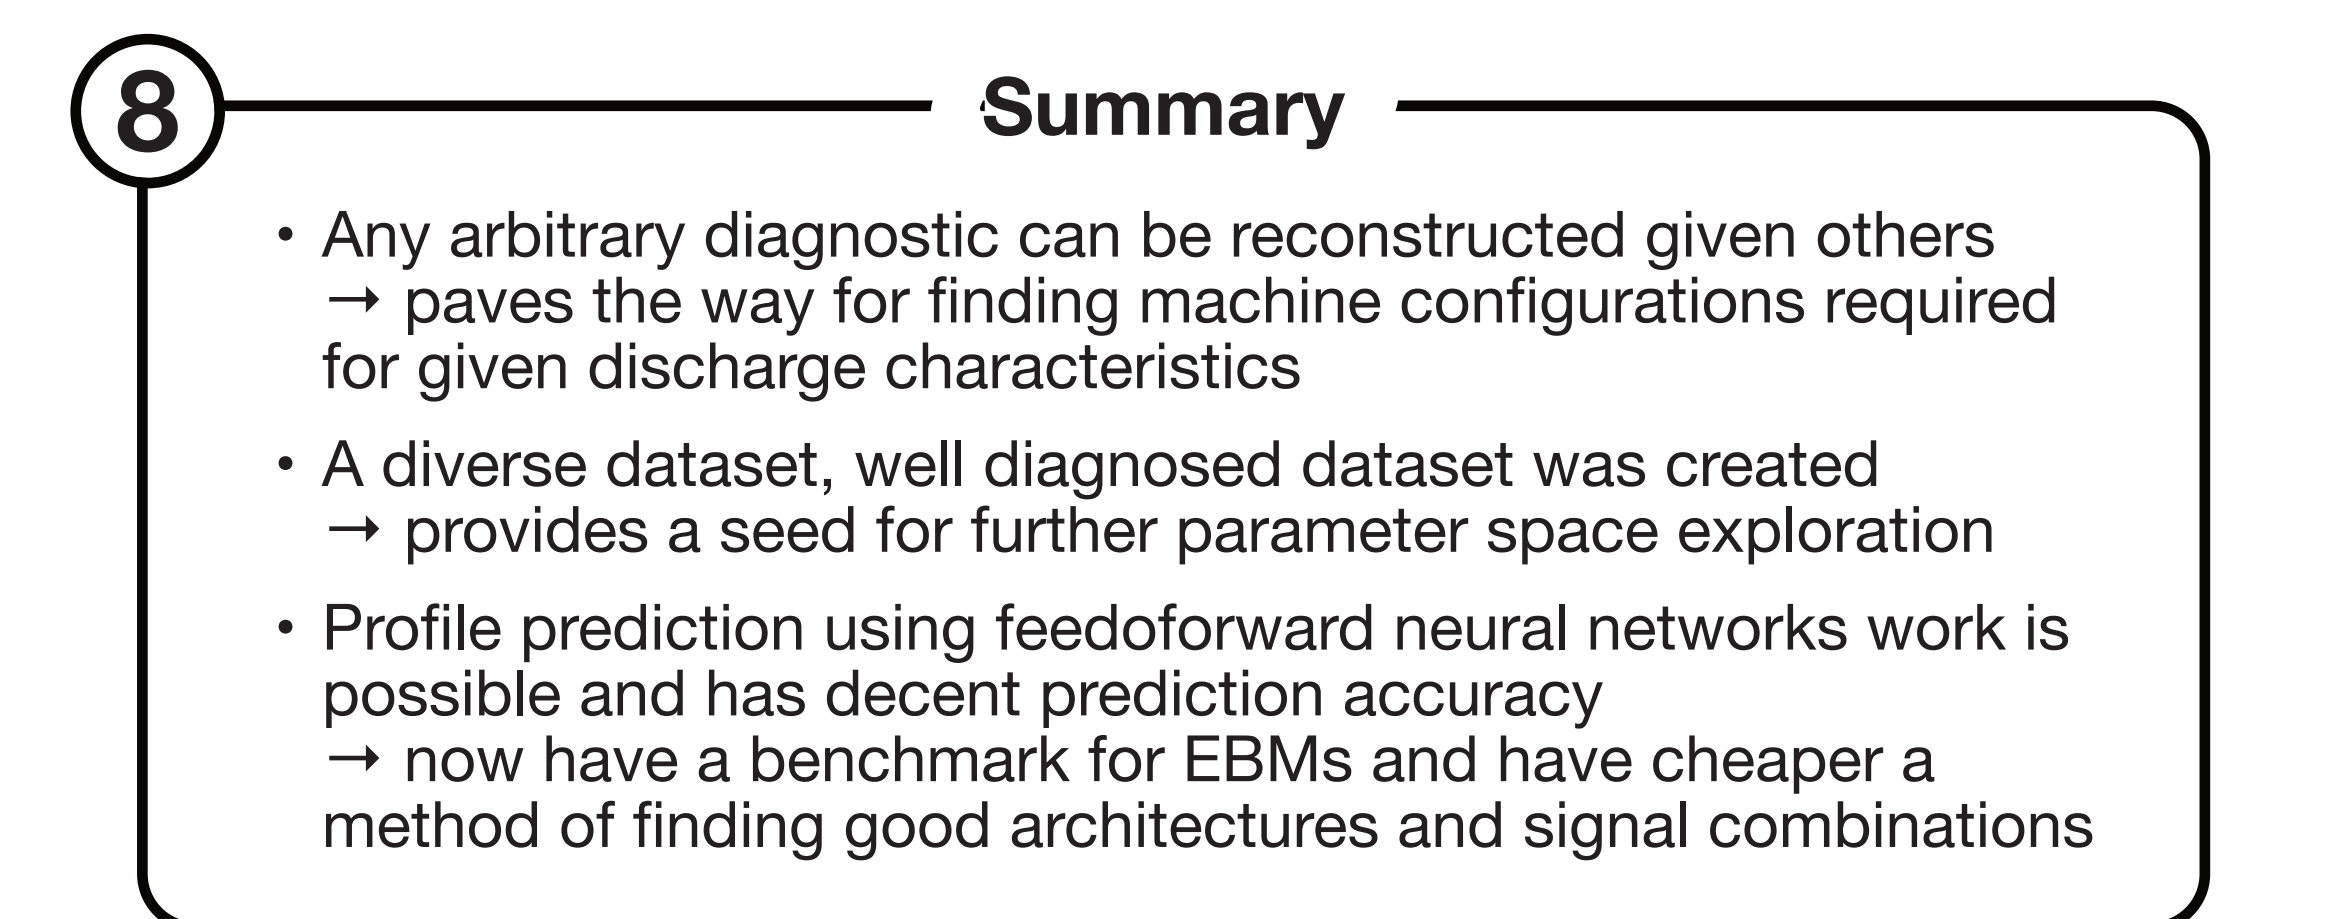 8
Summary
• Any arbitrary diagnostic can be reconstructed given others
→ paves the way for finding machine configurations required
for given discharge characteristics
• A diverse dataset, well diagnosed dataset was created
→ provides a seed for further parameter space exploration
• Profile prediction using feedoforward neural networks work is
possible and has decent prediction accuracy
→ now have a benchmark for EBMs and have cheaper a
method of finding good architectures and signal combinations